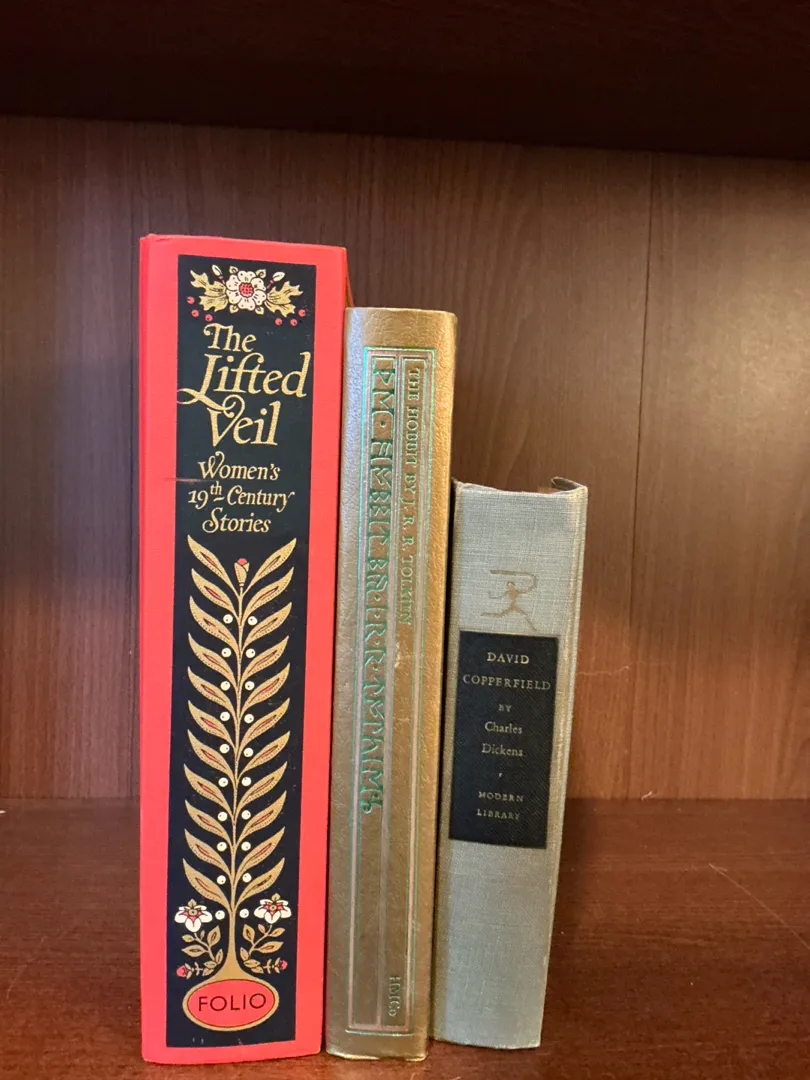 The
Lifted
Veil
Women's
19th Century
Stories
FOLIO
THE HOBBIT BY J. R. R. TOLKIEN
HMCo
DAVID
COPPERFIELD
BY
Charles
Dickens
MODERN
LIBRARY